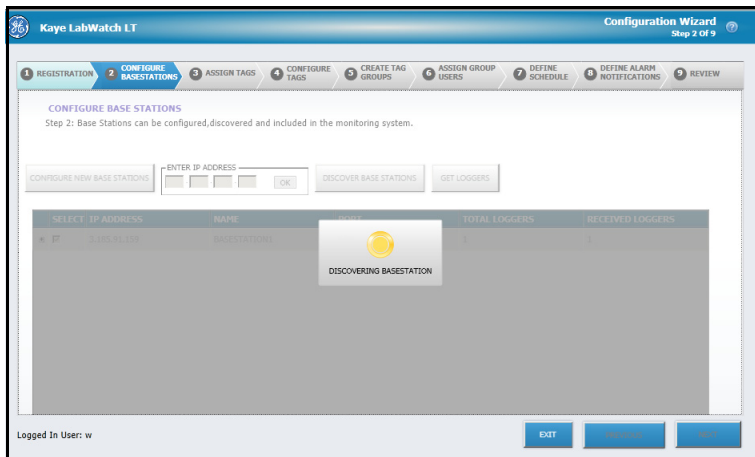 Kaye LabWatch LT
Configuration Wizard
Step 2 Of 9
1 REGISTRATION
2 CONFIGURE BASESTATIONS
3 ASSIGN TAGS
4 CONFIGURE TAGS
5 CREATE TAG GROUPS
6 ASSIGN GROUP USERS
7 DEFINE SCHEDULE
8 DEFINE ALARM NOTIFICATIONS
9 REVIEW
CONFIGURE BASE STATIONS
Step 2: Base Stations can be configured,discovered and included in the monitoring system.
CONFIGURE NEW BASE STATIONS
ENTER IP ADDRESS
OK
DISCOVER BASE STATIONS
GET LOGGERS
SELECT IP ADDRESS NAME PORT TOTAL LOGGERS RECEIVED LOGGERS
BASESTATION1
DISCOVERING BASESTATION
Logged In User: w
EXIT